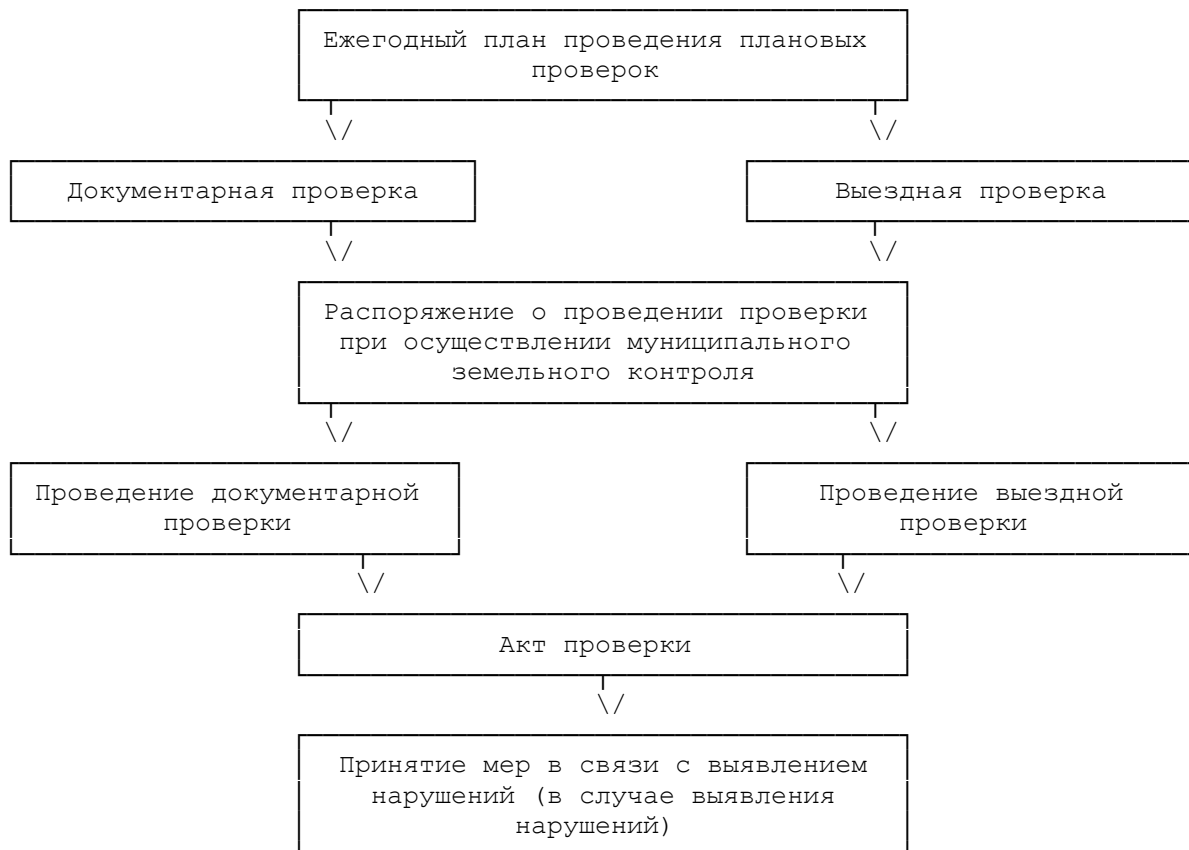 Ежегодный план проведения плановых
проверок
Документарная проверка
Выездная проверка
Распоряжение о проведении проверки
при осуществлении муниципального
земельного контроля
Проведение документарной
проверки
Проведение выездной
проверки
Акт проверки
Принятие мер в связи с выявлением
нарушений (в случае выявления
нарушений)